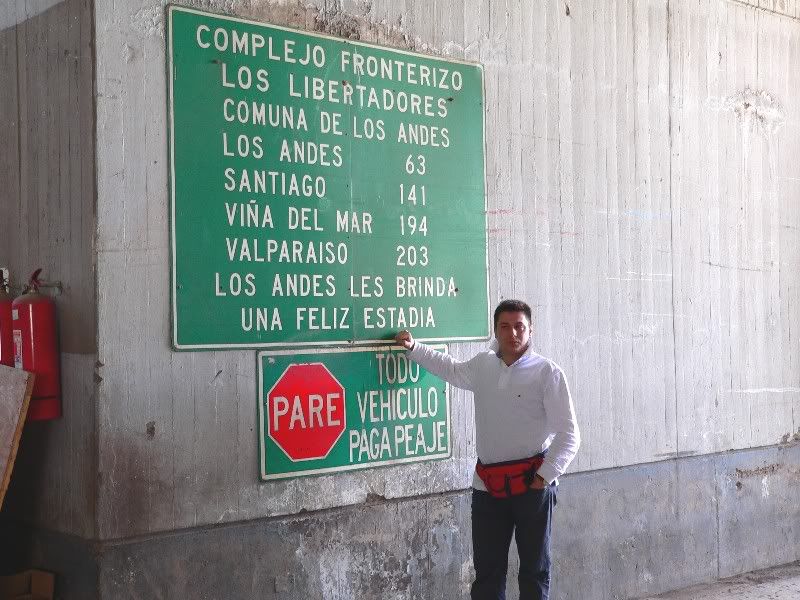 COMPLEJO FRONTERIZO
LOS LIBERTADORES
COMUNA DE LOS ANDES
LOS ANDES 63
SANTIAGO 141
VIÑA DEL MAR 194
VALPARAISO 203
LOS ANDES LES BRINDA
UNA FELIZ ESTADIA
PARE
TODO
VEHICULO
PAGA PEAJE